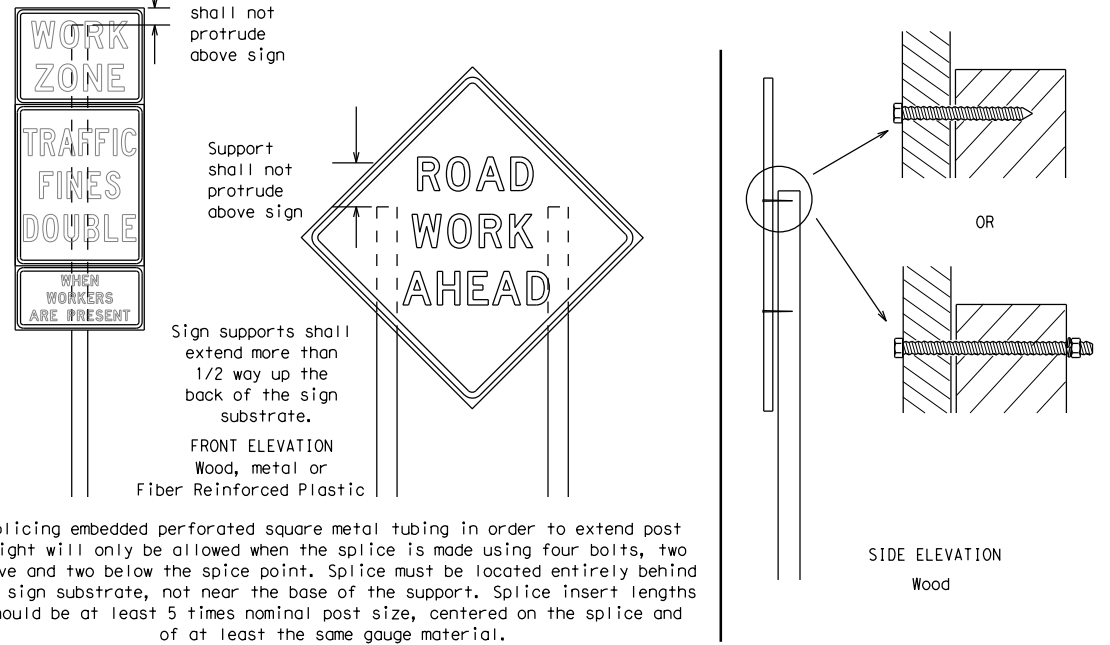 shall not
protrude
above sign
WORK
ZONE
TRAFFIC
FINES
DOUBLE
WHEN
WORKERS
ARE PRESENT
Support
shall not
protrude
above sign
ROAD
WORK
AHEAD
Sign supports shall
extend more than
1/2 way up the
back of the sign
substrate.
FRONT ELEVATION
Wood, metal or
Fiber Reinforced Plastic
OR
SIDE ELEVATION
Wood
plicing embedded perforated square metal tubing in order to extend post
ight will only be allowed when the splice is made using four bolts, two
ve and two below the spice point. Splice must be located entirely behind
sign substrate, not near the base of the support. Splice insert lengths
hould be at least 5 times nominal post size, centered on the splice and
of at least the same gauge material.